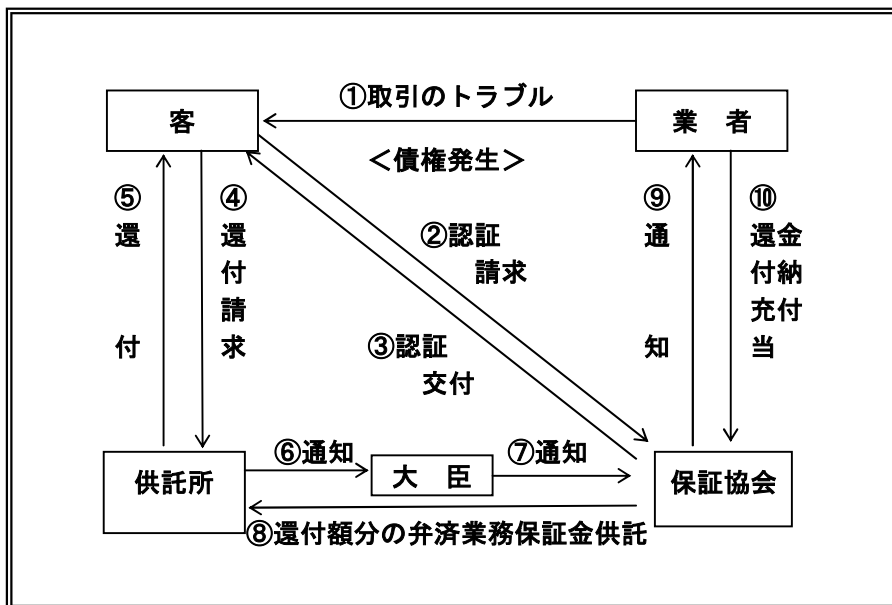 ①取引のトラブル
客
業　者
＜債権発生＞
⑤還　付
④還付請求
②認証
請求
③認証
交付
⑨通　知
⑩還付充当
金納付
供託所
⑥通知
大　臣
⑦通知
保証協会
⑧還付額分の弁済業務保証金供託